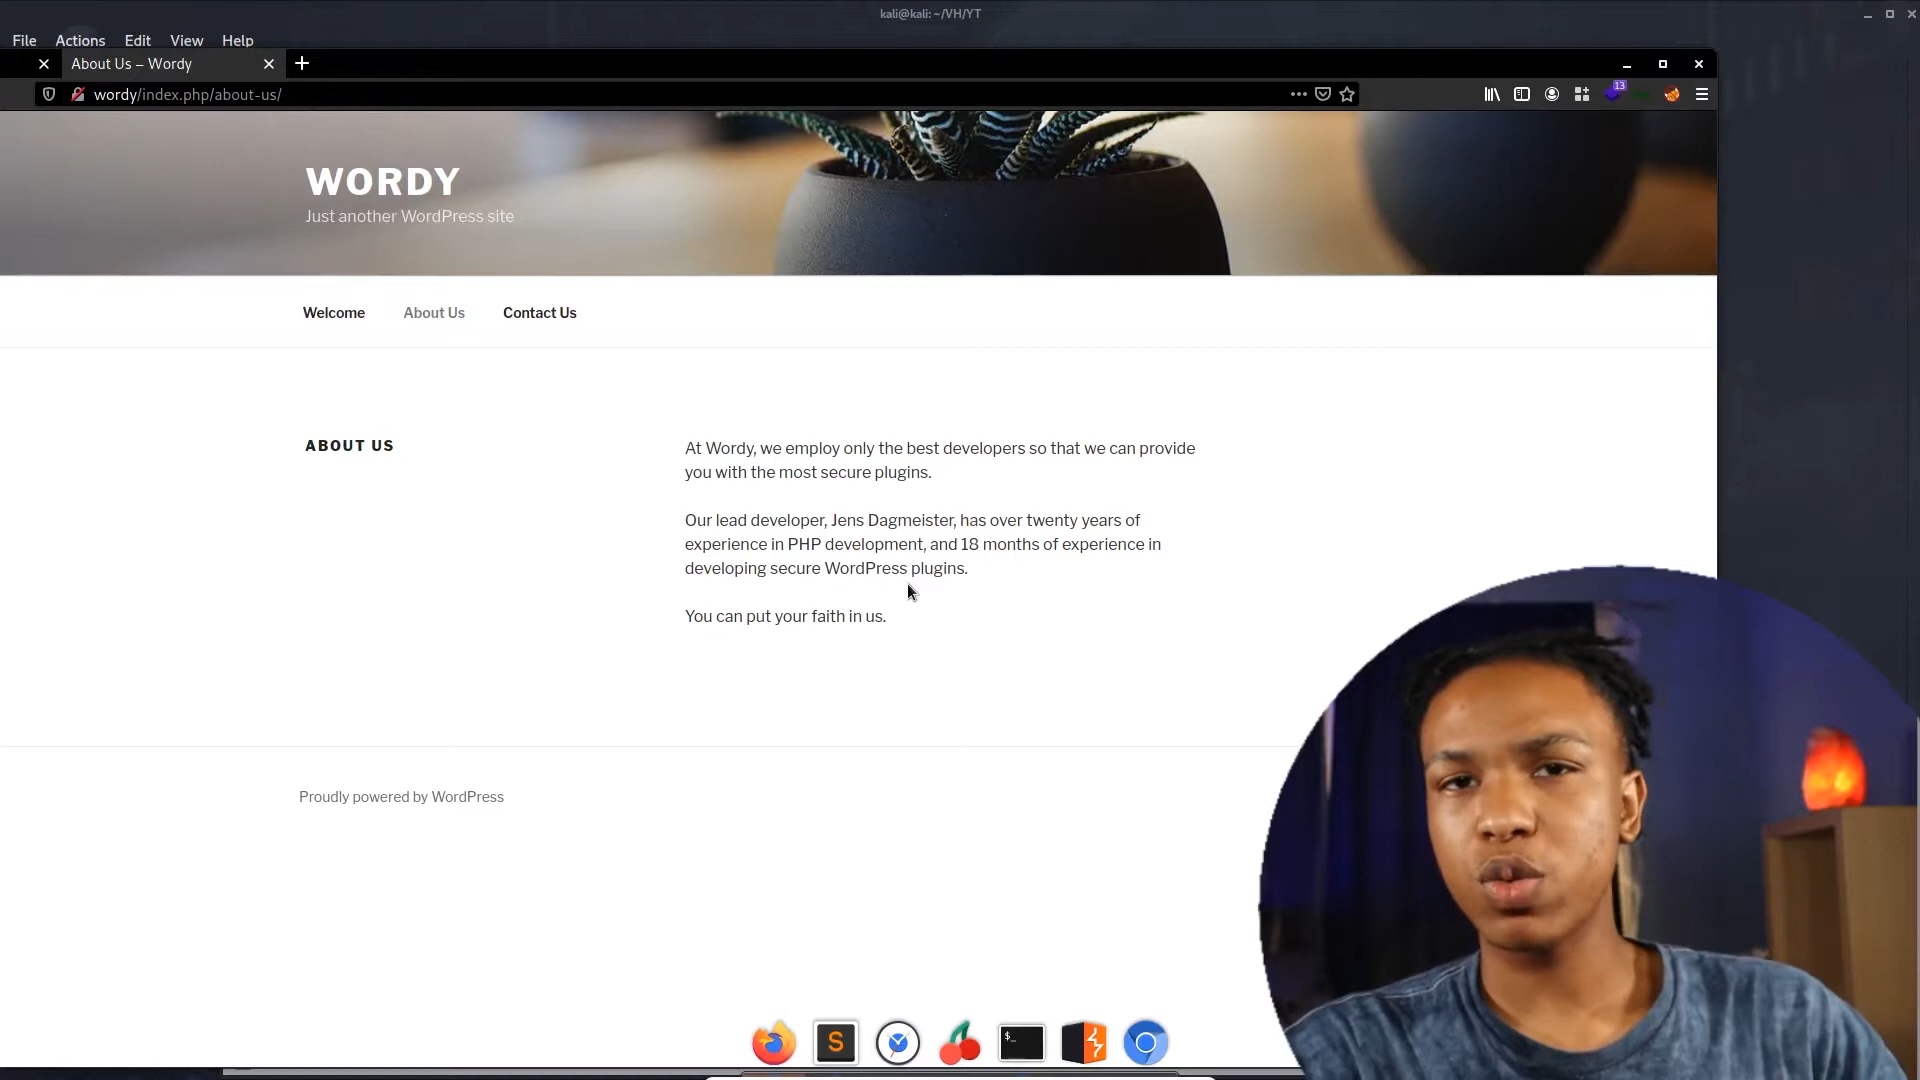 kali@kali: ~/VH/YT
File Actions Edit View Help
About Us – Wordy
wordy/index.php/about-us/
13
WORDY
Just another WordPress site
Welcome About Us Contact Us
ABOUT US
At Wordy, we employ only the best developers so that we can provide
you with the most secure plugins.
Our lead developer, Jens Dagmeister, has over twenty years of
experience in PHP development, and 18 months of experience in
developing secure WordPress plugins.
You can put your faith in us.
Proudly powered by WordPress
S
$_